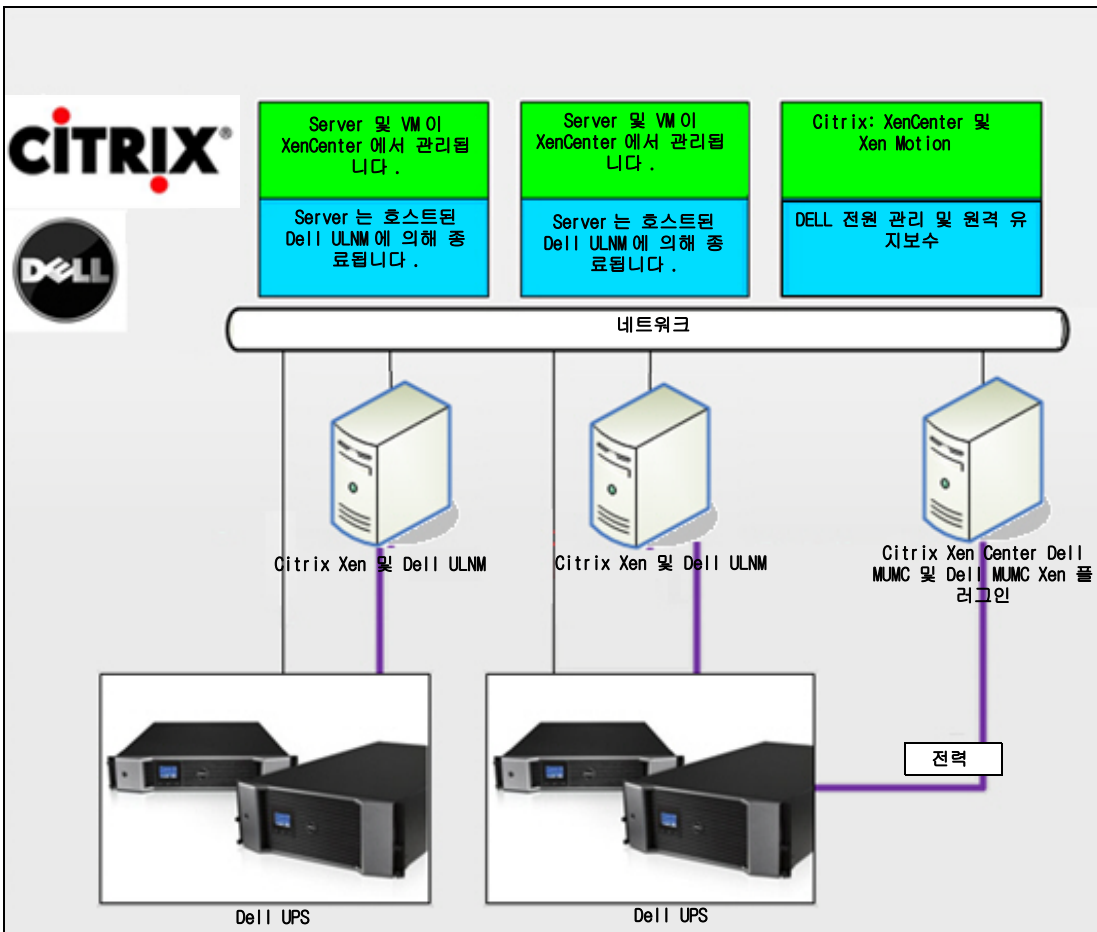 CITRIX®
DELL
Server 및 VM 이
XenCenter 에서 관리됩
니다 .
Server 및 VM 이
XenCenter 에서 관리됩
니다 .
Citrix: XenCenter 및
Xen Motion
Server 는 호스트된
Dell ULNM 에 의해 종
료됩니다 .
Server 는 호스트된
Dell ULNM 에 의해 종
료됩니다 .
DELL 전원 관리 및 원격 유
지보수
네트워크
Citrix Xen 및 Dell ULNM
Citrix Xen 및 Dell ULNM
Citrix Xen Center Dell
MUMC 및 Dell MUMC Xen 플
러그인
전력
Dell UPS
Dell UPS